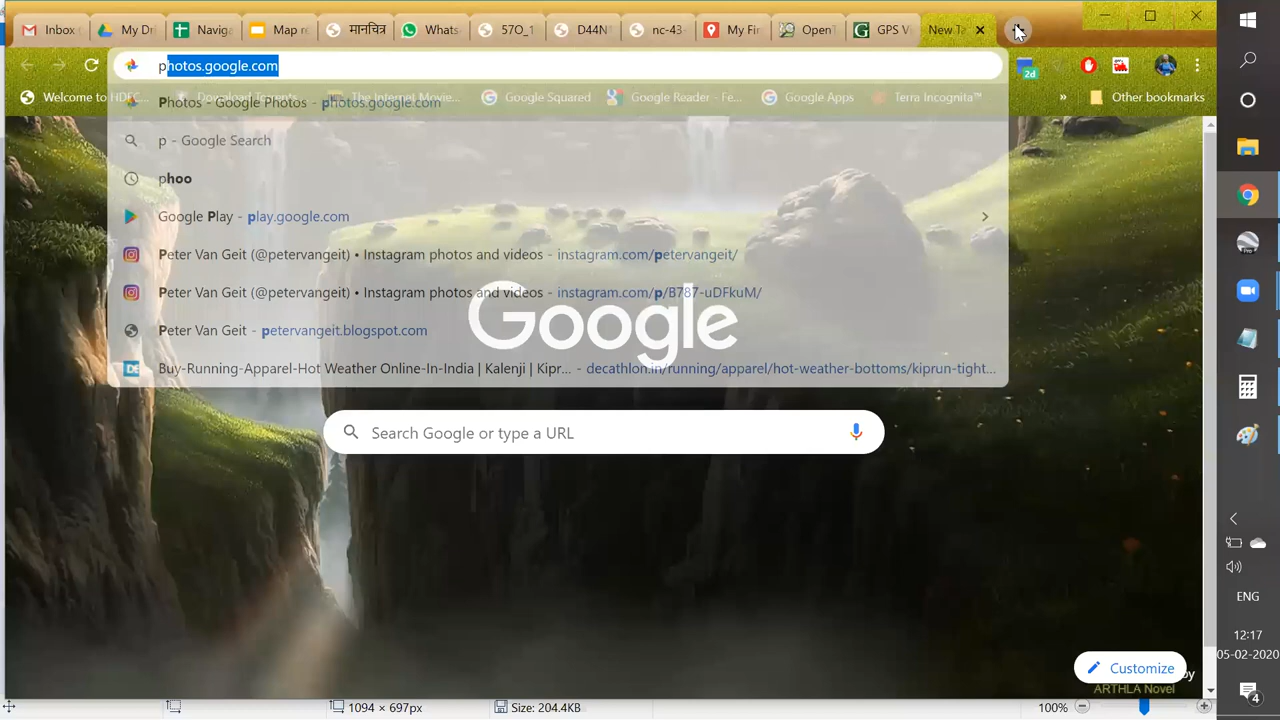 Inbox My Dr Navig Map r मानचित्र Whats 57O_1 D44N nc-43 My Fi OpenT GPS V New Ta
photos.google.com
2d
Welcome to HDFC Download Torrents The Internet Movie... Google Squared Google Reader - Fe... Google Apps Terra Incognita™ » Other bookmarks
Photos - Google Photos - photos.google.com
p - Google Search
phoo
Google Play - play.google.com
Peter Van Geit (@petervangeit) • Instagram photos and videos - instagram.com/petervangeit/
Peter Van Geit (@petervangeit) • Instagram photos and videos - instagram.com/p/B787-uDFkuM/
Peter Van Geit - petervangeit.blogspot.com
Buy-Running-Apparel-Hot Weather Online-In-India | Kalenji | Kipr... - decathlon.in/running/apparel/hot-weather-bottoms/kiprun-tight...
Google
Search Google or type a URL
Customize
by
ARTHLA Novel
1094 × 697px Size: 204.4KB 100%
Pro
ENG
12:17
05-02-2020
4